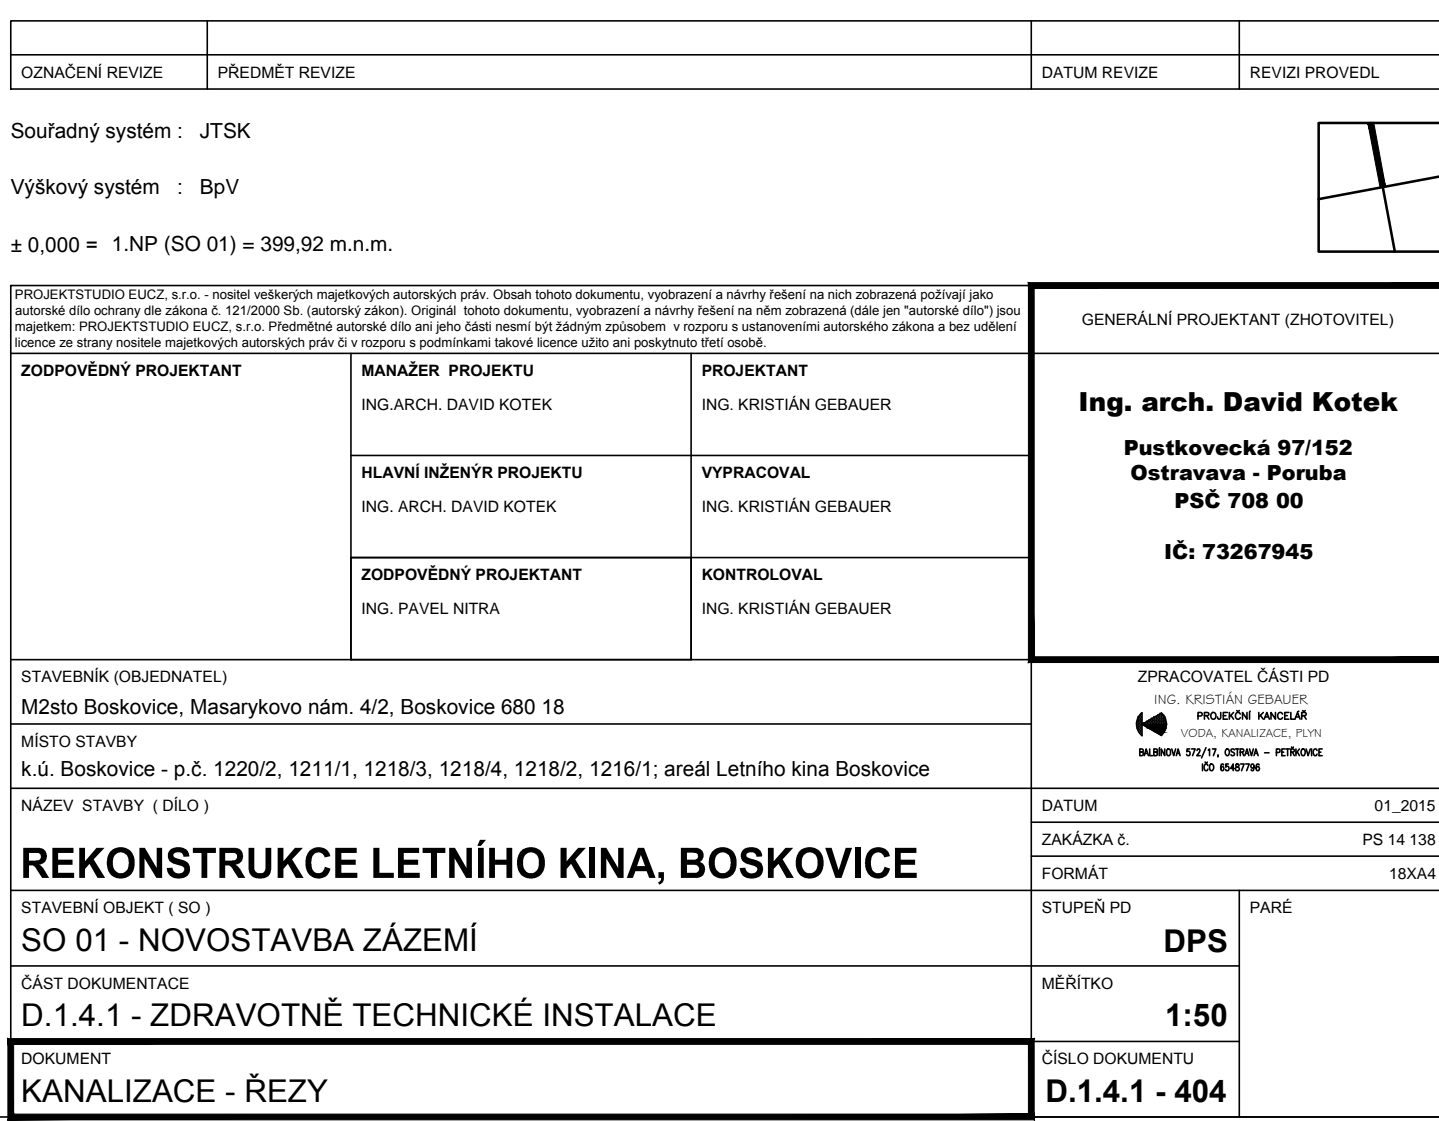 OZNAČENÍ REVIZE
PŘEDMĚT REVIZE
DATUM REVIZE
REVIZI PROVEDL
Souřadný systém : JTSK
Výškový systém : BpV
± 0,000 = 1.NP (SO 01) = 399,92 m.n.m.
PROJEKTSTUDIO EUCZ, s.r.o. - nositel veškerých majetkových autorských práv. Obsah tohoto dokumentu, vyobrazení a návrhy řešení na nich zobrazená požívají jako
autorské dílo ochrany dle zákona č. 121/2000 Sb. (autorský zákon). Originál tohoto dokumentu, vyobrazení a návrhy řešení na něm zobrazená (dále jen "autorské dílo") jsou
majetkem: PROJEKTSTUDIO EUCZ, s.r.o. Předmětné autorské dílo ani jeho části nesmí být žádným způsobem v rozporu s ustanoveními autorského zákona a bez udělení
licence ze strany nositele majetkových autorských práv či v rozporu s podmínkami takové licence užito ani poskytnuto třetí osobě.
GENERÁLNÍ PROJEKTANT (ZHOTOVITEL)
Ing. arch. David Kotek
Pustkovecká 97/152
Ostravava - Poruba
PSČ 708 00
IČ: 73267945
ZODPOVĚDNÝ PROJEKTANT
MANAŽER PROJEKTU
ING.ARCH. DAVID KOTEK
PROJEKTANT
ING. KRISTIÁN GEBAUER
HLAVNÍ INŽENÝR PROJEKTU
ING. ARCH. DAVID KOTEK
VYPRACOVAL
ING. KRISTIÁN GEBAUER
ZODPOVĚDNÝ PROJEKTANT
ING. PAVEL NITRA
KONTROLOVAL
ING. KRISTIÁN GEBAUER
STAVEBNÍK (OBJEDNATEL)
M2sto Boskovice, Masarykovo nám. 4/2, Boskovice 680 18
MÍSTO STAVBY
k.ú. Boskovice - p.č. 1220/2, 1211/1, 1218/3, 1218/4, 1218/2, 1216/1; areál Letního kina Boskovice
ZPRACOVATEL ČÁSTI PD
ING. KRISTIÁN GEBAUER
PROJEKČNÍ KANCELÁŘ
VODA, KANALIZACE, PLYN
BALBÍNOVA 572/17, OSTRAVA – PETŘKOVICE
IČO 65487796
NÁZEV STAVBY ( DÍLO )
REKONSTRUKCE LETNÍHO KINA, BOSKOVICE
DATUM 01_2015
ZAKÁZKA č. PS 14 138
FORMÁT 18XA4
STAVEBNÍ OBJEKT ( SO )
SO 01 - NOVOSTAVBA ZÁZEMÍ
STUPEŇ PD
DPS
PARÉ
ČÁST DOKUMENTACE
D.1.4.1 - ZDRAVOTNĚ TECHNICKÉ INSTALACE
MĚŘÍTKO
1:50
DOKUMENT
KANALIZACE - ŘEZY
ČÍSLO DOKUMENTU
D.1.4.1 - 404